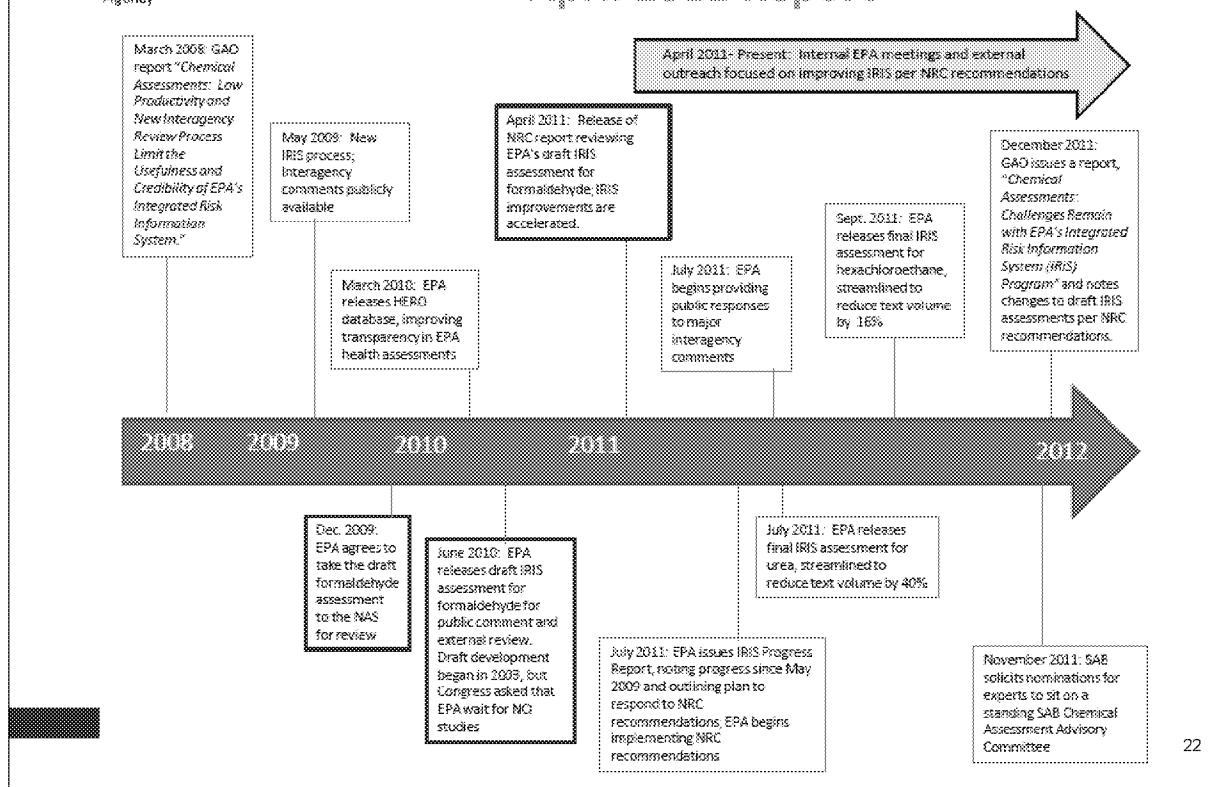 Agency
April 2011- Present: Internal EPA meetings and external
outreach focused on improving IRIS per NRC recommendations
March 2008: GAO
report "Chemical
Assessments: Low
Productivity and
New Interagency
Review Process
Limit the
Usefulness and
Credibility of EPA's
Integrated Risk
Information
System."
May 2009: New
IRIS process;
Interagency
comments publicly
available
March 2010: EPA
releases HERO
database, improving
transparency in EPA
health assessments
April 2011: Release of
NRC report reviewing
EPA's draft IRIS
assessment for
formaldehyde; IRIS
improvements are
accelerated.
July 2011: EPA
begins providing
public responses
to major
interagency
comments
Sept. 2011: EPA
releases final IRIS
assessment for
hexachloroethane,
streamlined to
reduce text volume
by 16%
December 2011:
GAO issues a report,
"Chemical
Assessments:
Challenges Remain
with EPA's Integrated
Risk Information
System (IRIS)
Program" and notes
changes to draft IRIS
assessments per NRC
recommendations.
2008 2009 2010 2011 2012
Dec. 2009:
EPA agrees to
take the draft
formaldehyde
assessment
to the NAS
for review
June 2010: EPA
releases draft IRIS
assessment for
formaldehyde for
public comment and
external review.
Draft development
began in 2003, but
Congress asked that
EPA wait for NCI
studies
July 2011: EPA issues IRIS Progress
Report, noting progress since May
2009 and outlining plan to
respond to NRC
recommendations; EPA begins
implementing NRC
recommendations
July 2011: EPA releases
final IRIS assessment for
urea, streamlined to
reduce text volume by 40%
November 2011: SAB
solicits nominations for
experts to sit on a
standing SAB Chemical
Assessment Advisory
Committee
22